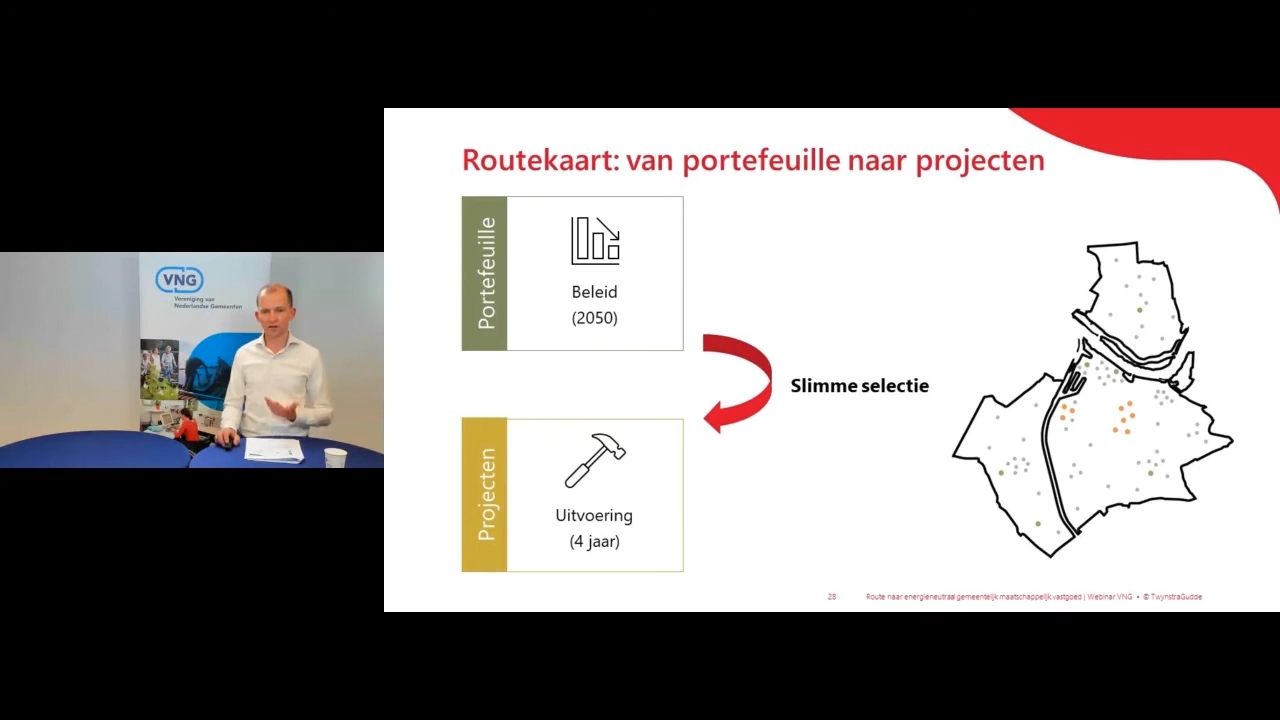 VNG
Vereniging van
Nederlandse Gemeenten
Routekaart: van portefeuille naar projecten
Portefeuille
Beleid
(2050)
Slimme selectie
Projecten
Uitvoering
(4 jaar)
28 Route naar energieneutraal gemeentelijk maatschappelijk vastgoed | Webinar VNG • © TwynstraGudde